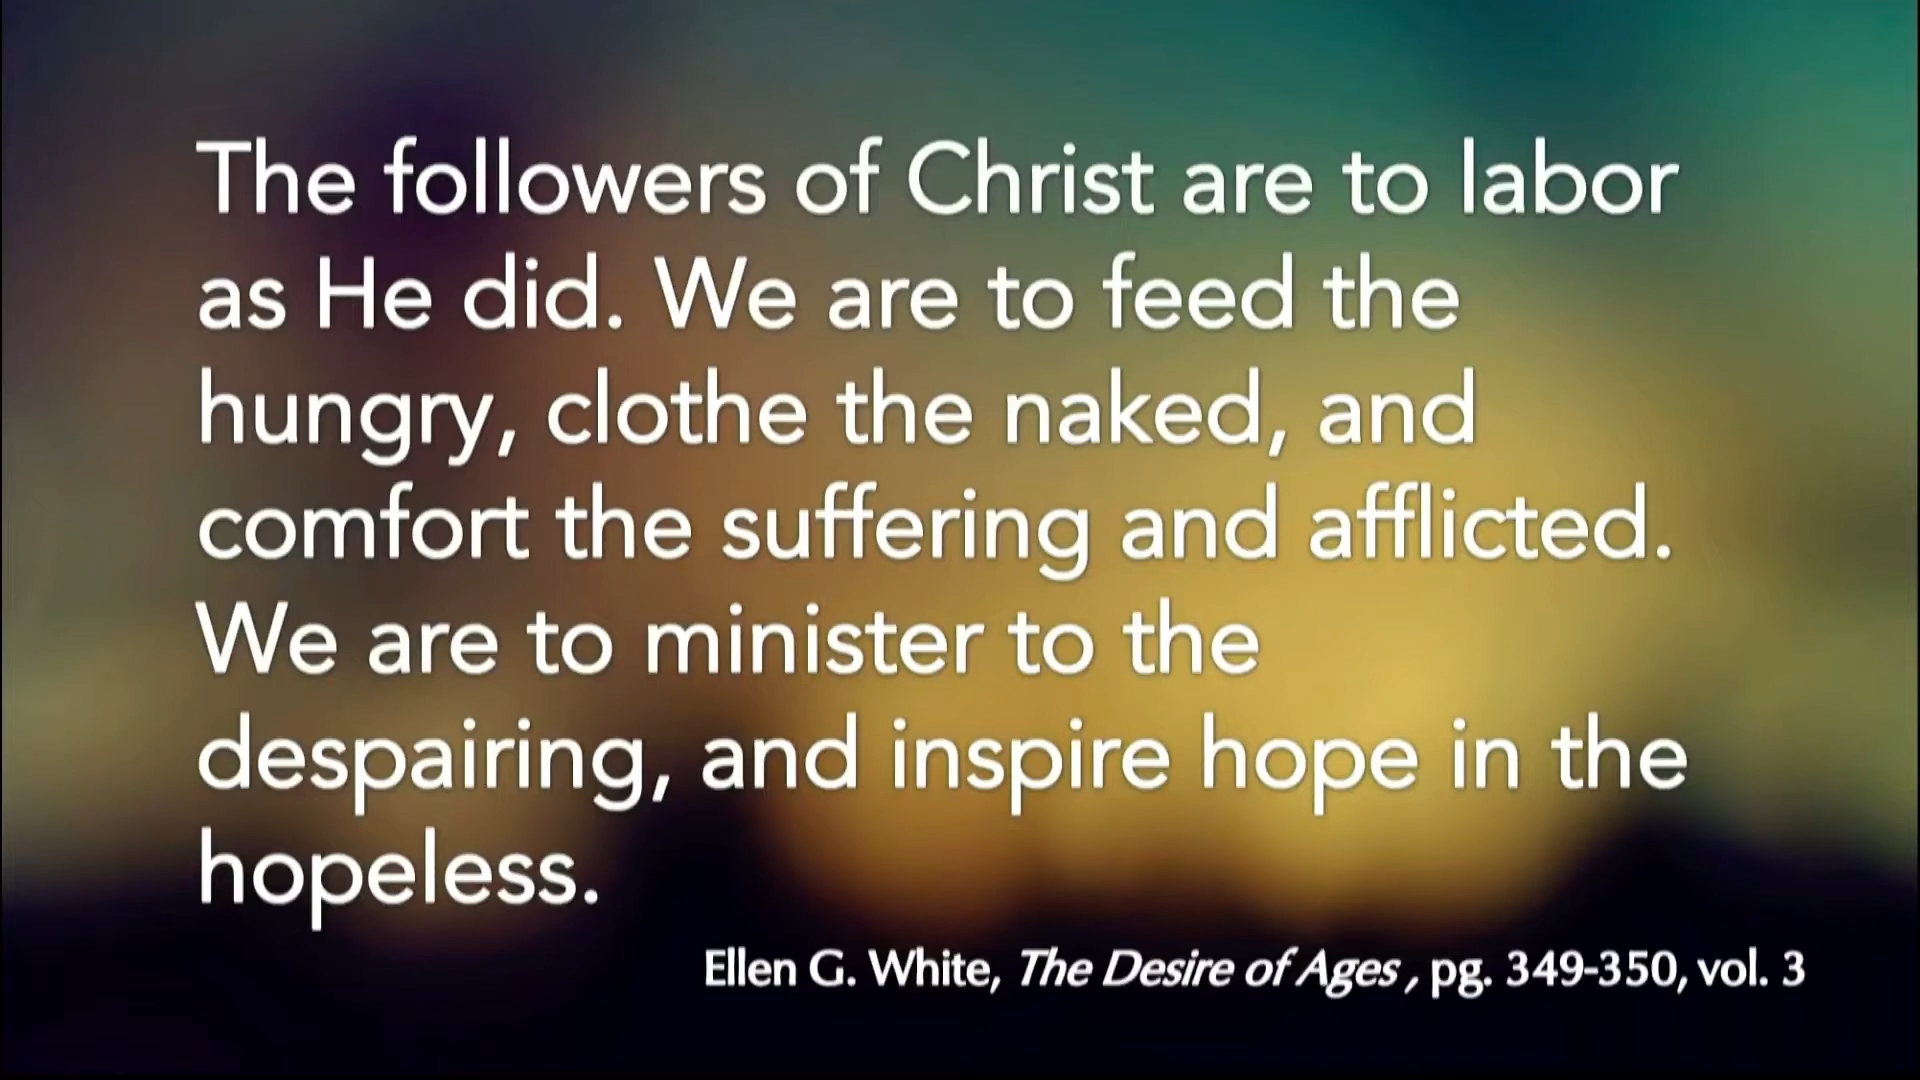 The followers of Christ are to labor
as He did. We are to feed the
hungry, clothe the naked, and
comfort the suffering and afflicted.
We are to minister to the
despairing, and inspire hope in the
hopeless.
Ellen G. White, The Desire of Ages , pg. 349-350, vol. 3